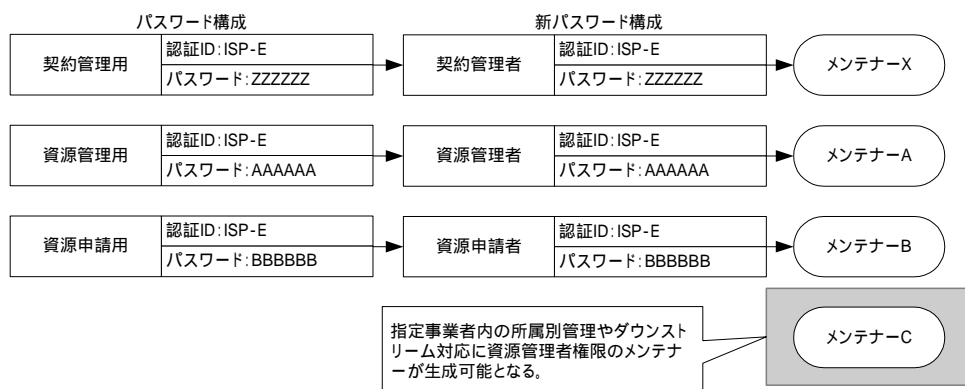 パスワード構成
新パスワード構成
契約管理用
認証ID:ISP-E
パスワード:ZZZZZZ
契約管理者
認証ID:ISP-E
パスワード:ZZZZZZ
メンテナーX
資源管理用
認証ID:ISP-E
パスワード:AAAAAA
資源管理者
認証ID:ISP-E
パスワード:AAAAAA
メンテナーA
資源申請用
認証ID:ISP-E
パスワード:BBBBBB
資源申請者
認証ID:ISP-E
パスワード:BBBBBB
メンテナーB
指定事業者内の所属別管理やダウンスト
リーム対応に資源管理者権限のメンテナ
ーが生成可能となる。
メンテナーC